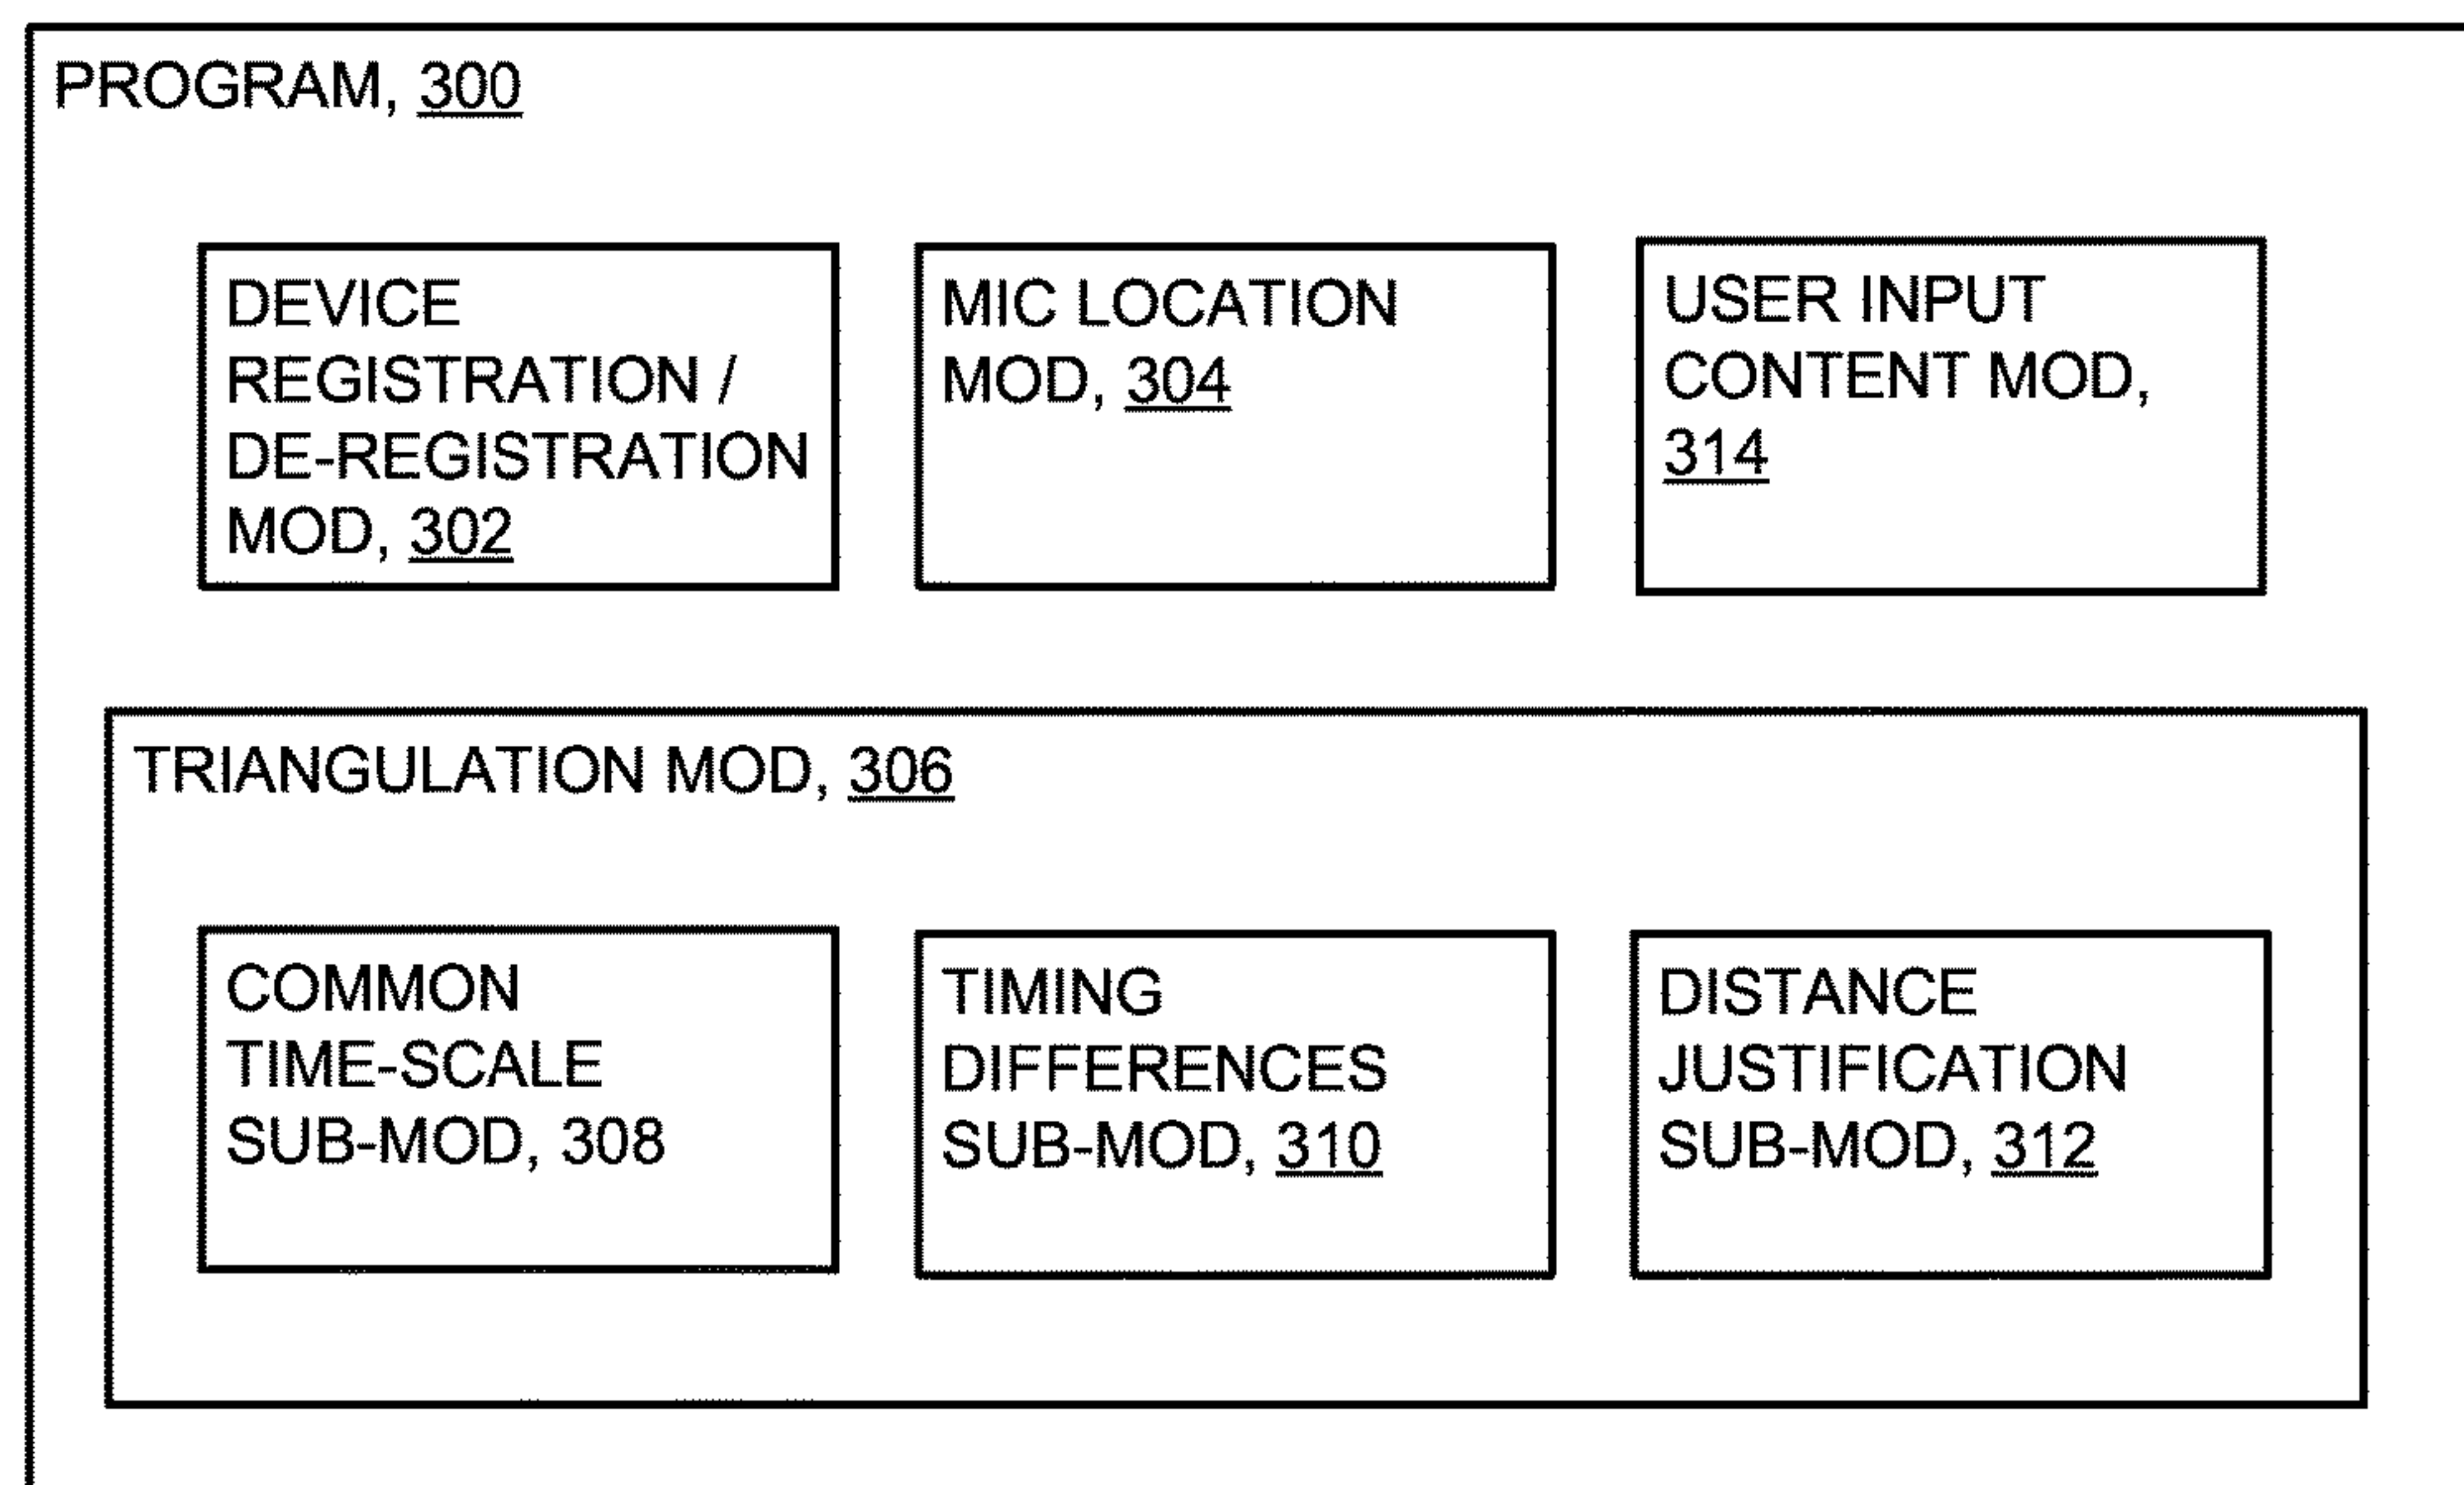 PROGRAM, 300
DEVICE
REGISTRATION /
DE-REGISTRATION
MOD, 302
MIC LOCATION
MOD, 304
USER INPUT
CONTENT MOD,
314
TRIANGULATION MOD, 306
COMMON
TIME-SCALE
SUB-MOD, 308
TIMING
DIFFERENCES
SUB-MOD, 310
DISTANCE
JUSTIFICATION
SUB-MOD, 312